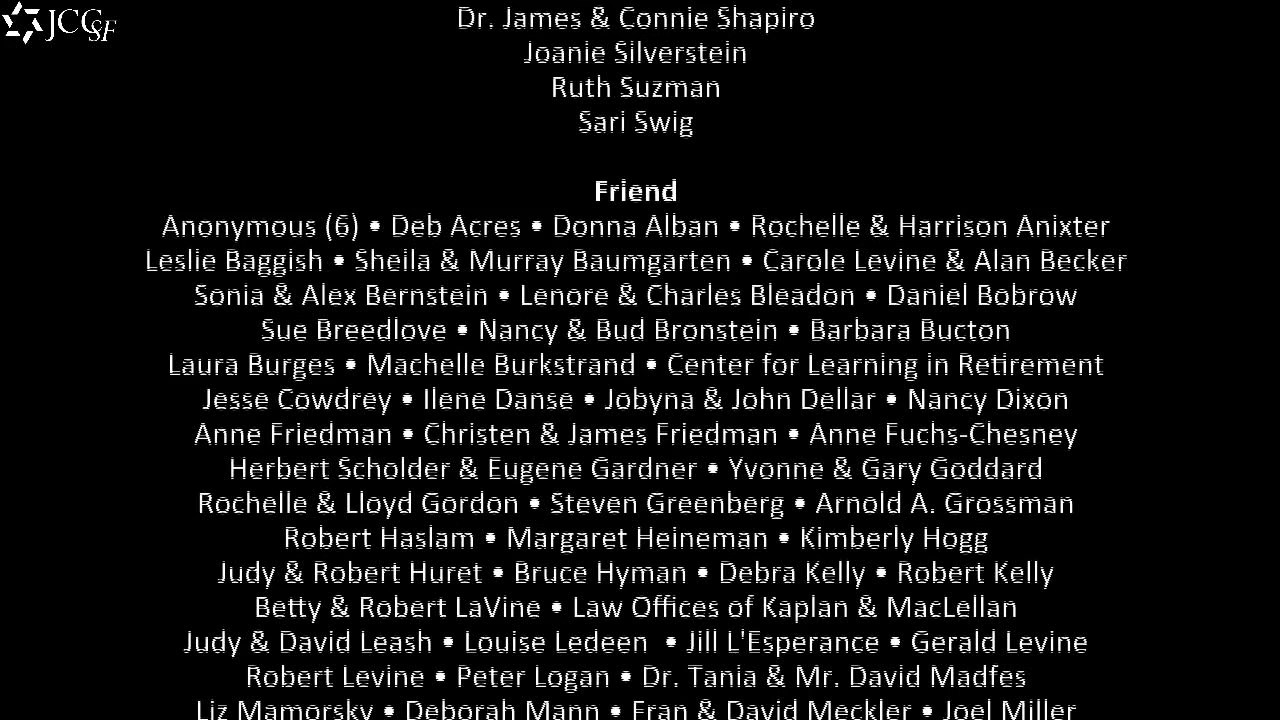 JCCSF
Dr. James & Connie Shapiro
Joanie Silverstein
Ruth Suzman
Sari Swig
Friend
Anonymous (6) • Deb Acres • Donna Alban • Rochelle & Harrison Anixter
Leslie Baggish • Sheila & Murray Baumgarten • Carole Levine & Alan Becker
Sonia & Alex Bernstein • Lenore & Charles Bleadon • Daniel Bobrow
Sue Breedlove • Nancy & Bud Bronstein • Barbara Bucton
Laura Burges • Machelle Burkstrand • Center for Learning in Retirement
Jesse Cowdrey • Ilene Danse • Jobyna & John Dellar • Nancy Dixon
Anne Friedman • Christen & James Friedman • Anne Fuchs-Chesney
Herbert Scholder & Eugene Gardner • Yvonne & Gary Goddard
Rochelle & Lloyd Gordon • Steven Greenberg • Arnold A. Grossman
Robert Haslam • Margaret Heineman • Kimberly Hogg
Judy & Robert Huret • Bruce Hyman • Debra Kelly • Robert Kelly
Betty & Robert LaVine • Law Offices of Kaplan & MacLellan
Judy & David Leash • Louise Ledeen • Jill L'Esperance • Gerald Levine
Robert Levine • Peter Logan • Dr. Tania & Mr. David Madfes
Liz Mamorsky • Deborah Mann • Fran & David Meckler • Joel Miller